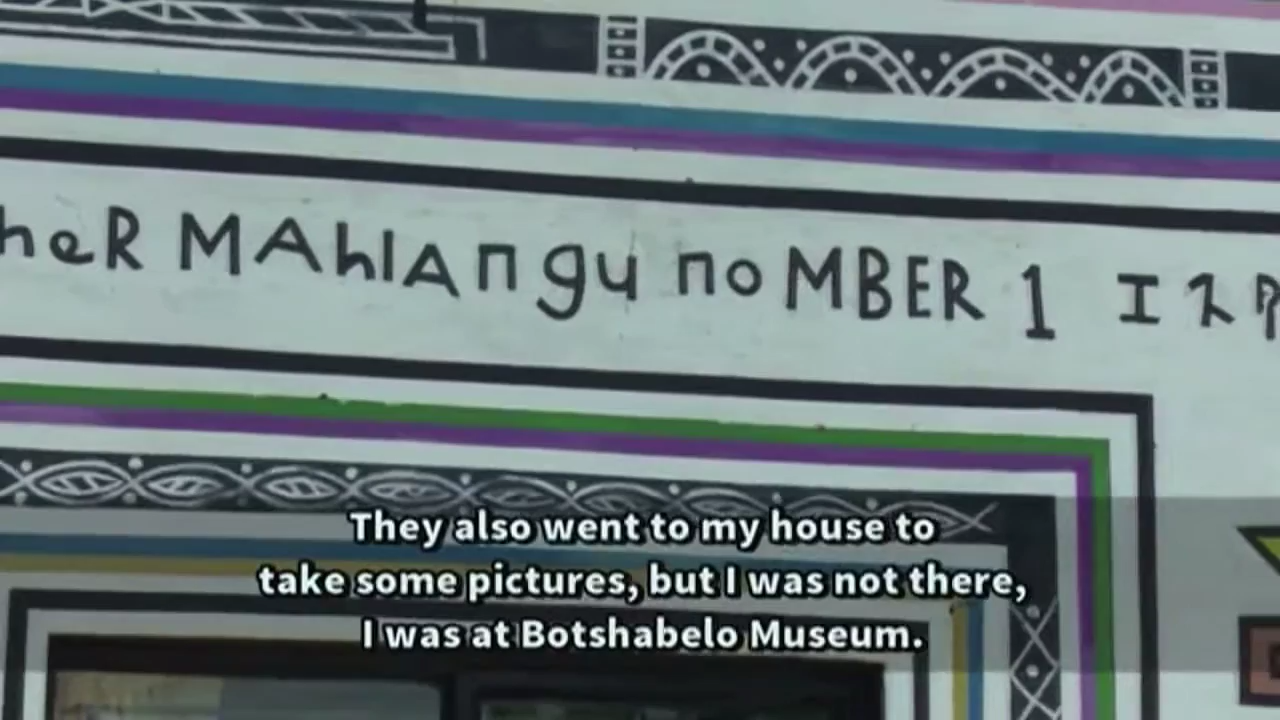 heR MAhlAngu noMBER 1 I
They also went to my house to
take some pictures, but I was not there,
I was at Botshabelo Museum.